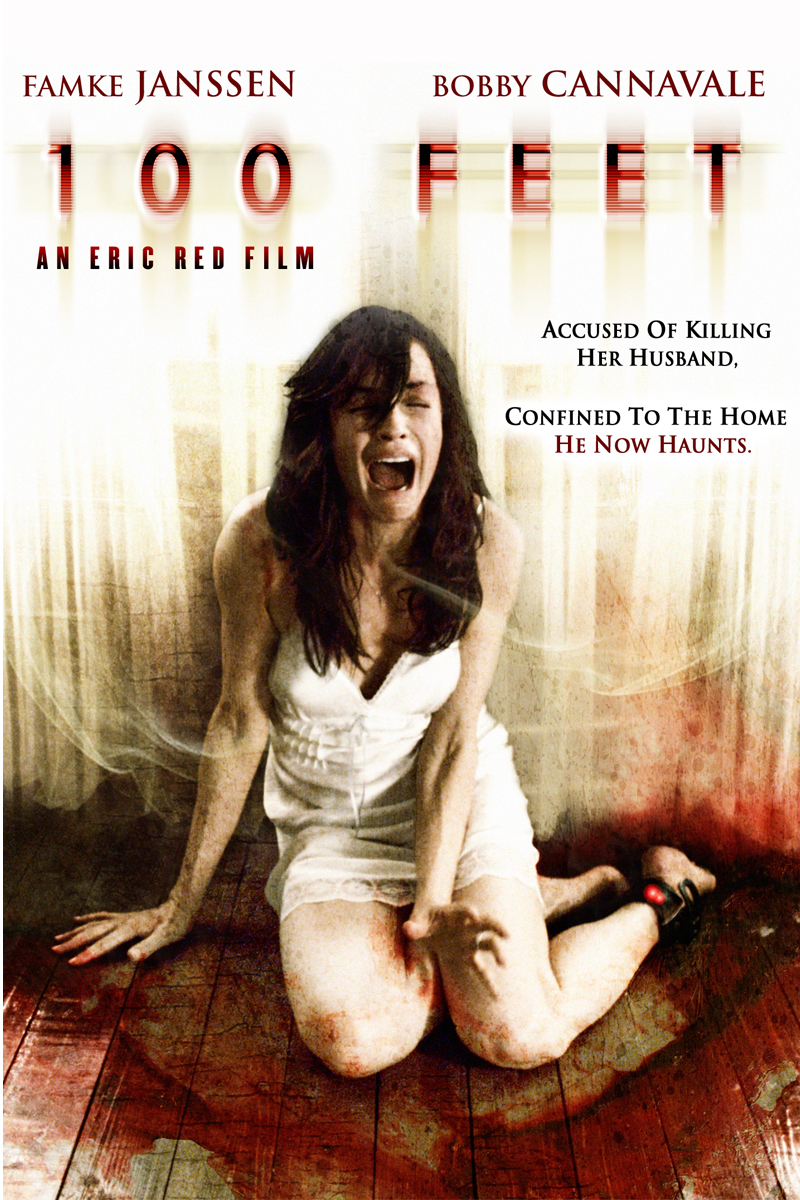 FAMKE JANSSEN
BOBBY CANNAVALE
100 FEET
AN ERIC RED FILM
ACCUSED OF KILLING
HER HUSBAND,
CONFINED TO THE HOME
HE NOW HAUNTS.